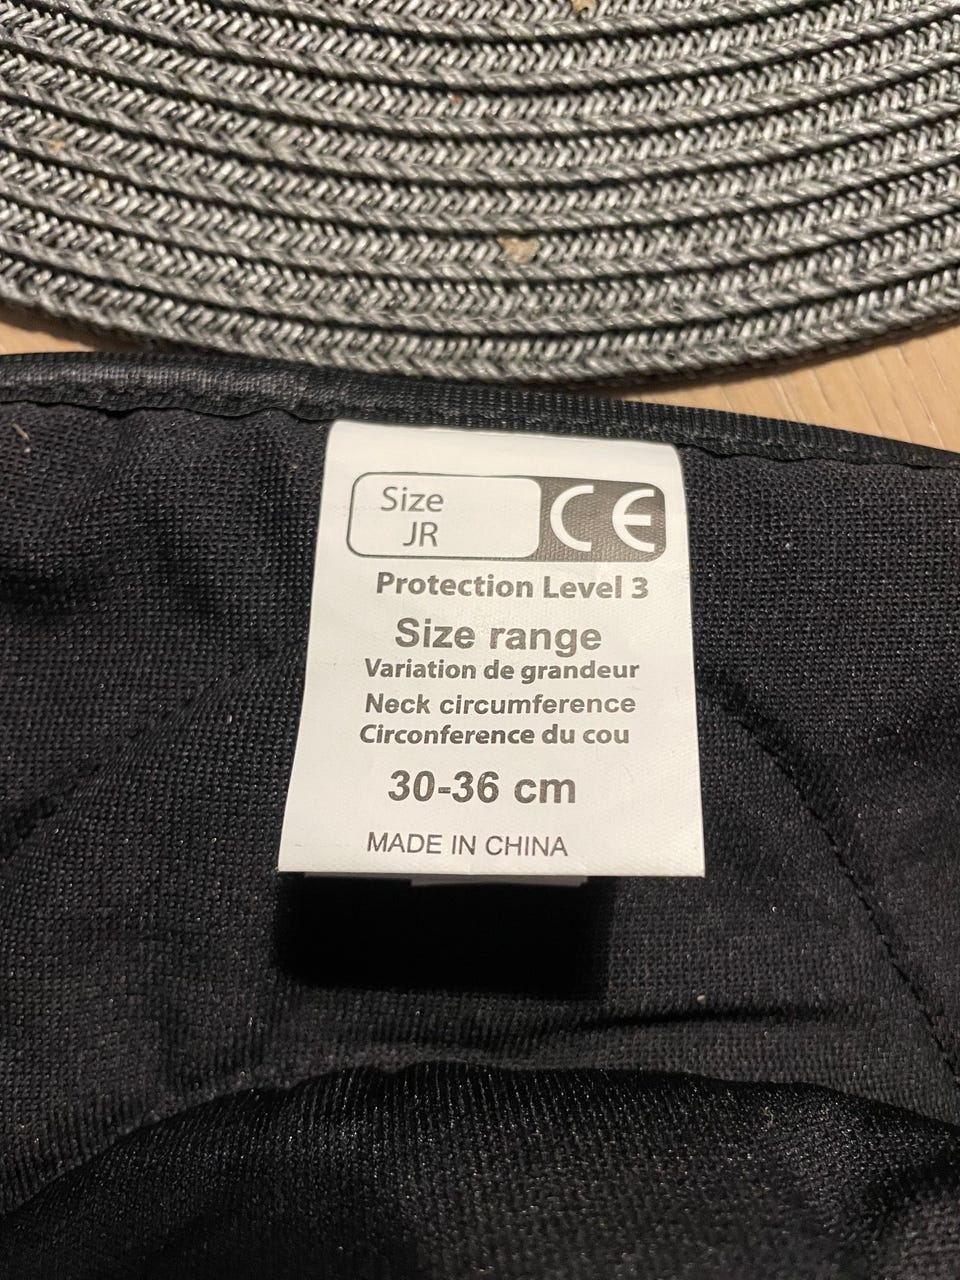 Size
JR
CE
Protection Level 3
Size range
Variation de grandeur
Neck circumference
Circonference du cou
30-36 cm
MADE IN CHINA